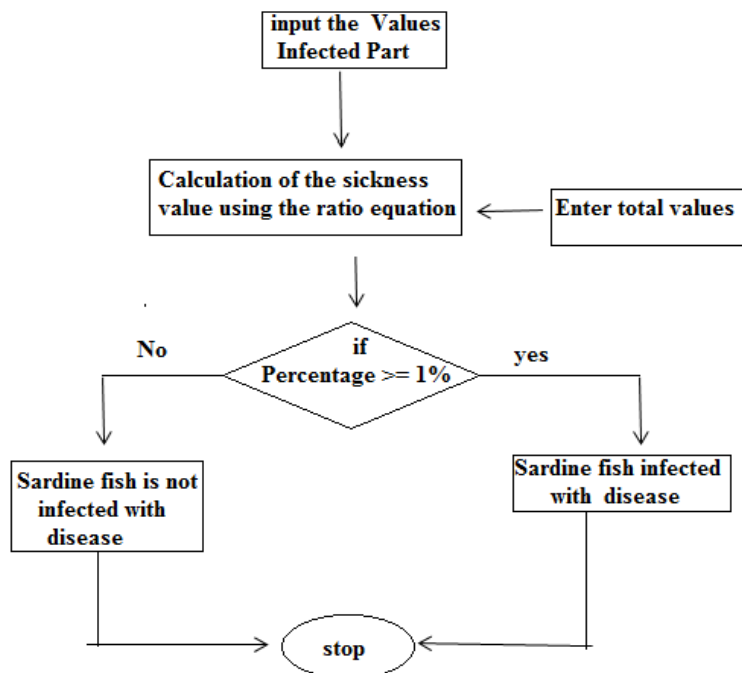 input the Values
Infected Part
Calculation of the sickness
value using the ratio equation
Enter total values
if
Percentage >= 1%
No
yes
Sardine fish is not
infected with
disease
Sardine fish infected
with disease
stop